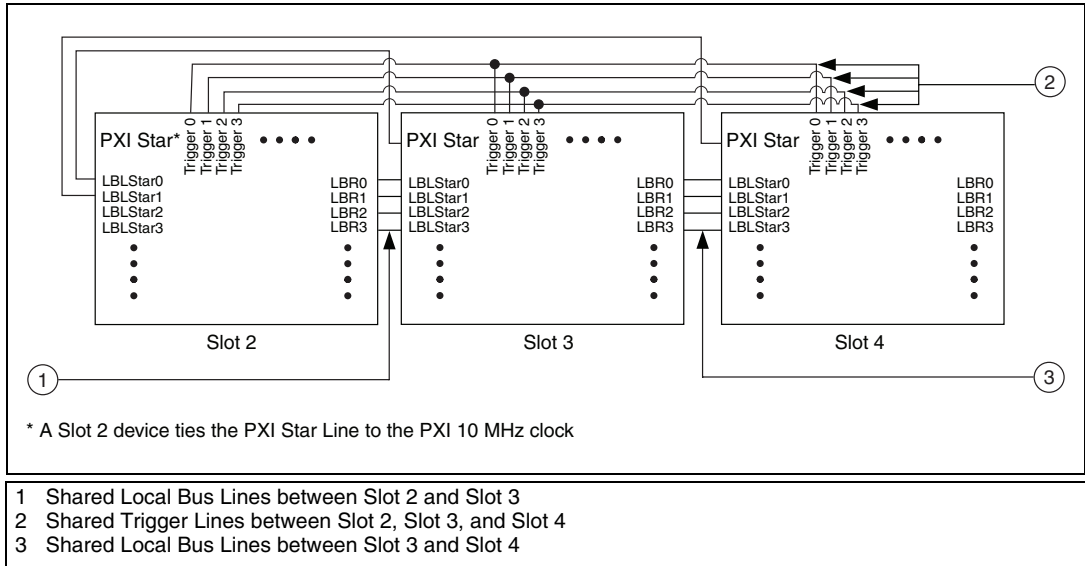 2
PXI Star*
Trigger 0
Trigger 1
Trigger 2
Trigger 3
LBLStar0
LBLStar1
LBLStar2
LBLStar3
LBR0
LBR1
LBR2
LBR3
Slot 2
PXI Star
Trigger 0
Trigger 1
Trigger 2
Trigger 3
LBLStar0
LBLStar1
LBLStar2
LBLStar3
LBR0
LBR1
LBR2
LBR3
Slot 3
PXI Star
Trigger 0
Trigger 1
Trigger 2
Trigger 3
LBLStar0
LBLStar1
LBLStar2
LBLStar3
LBR0
LBR1
LBR2
LBR3
Slot 4
1
3
* A Slot 2 device ties the PXI Star Line to the PXI 10 MHz clock
1 Shared Local Bus Lines between Slot 2 and Slot 3
2 Shared Trigger Lines between Slot 2, Slot 3, and Slot 4
3 Shared Local Bus Lines between Slot 3 and Slot 4